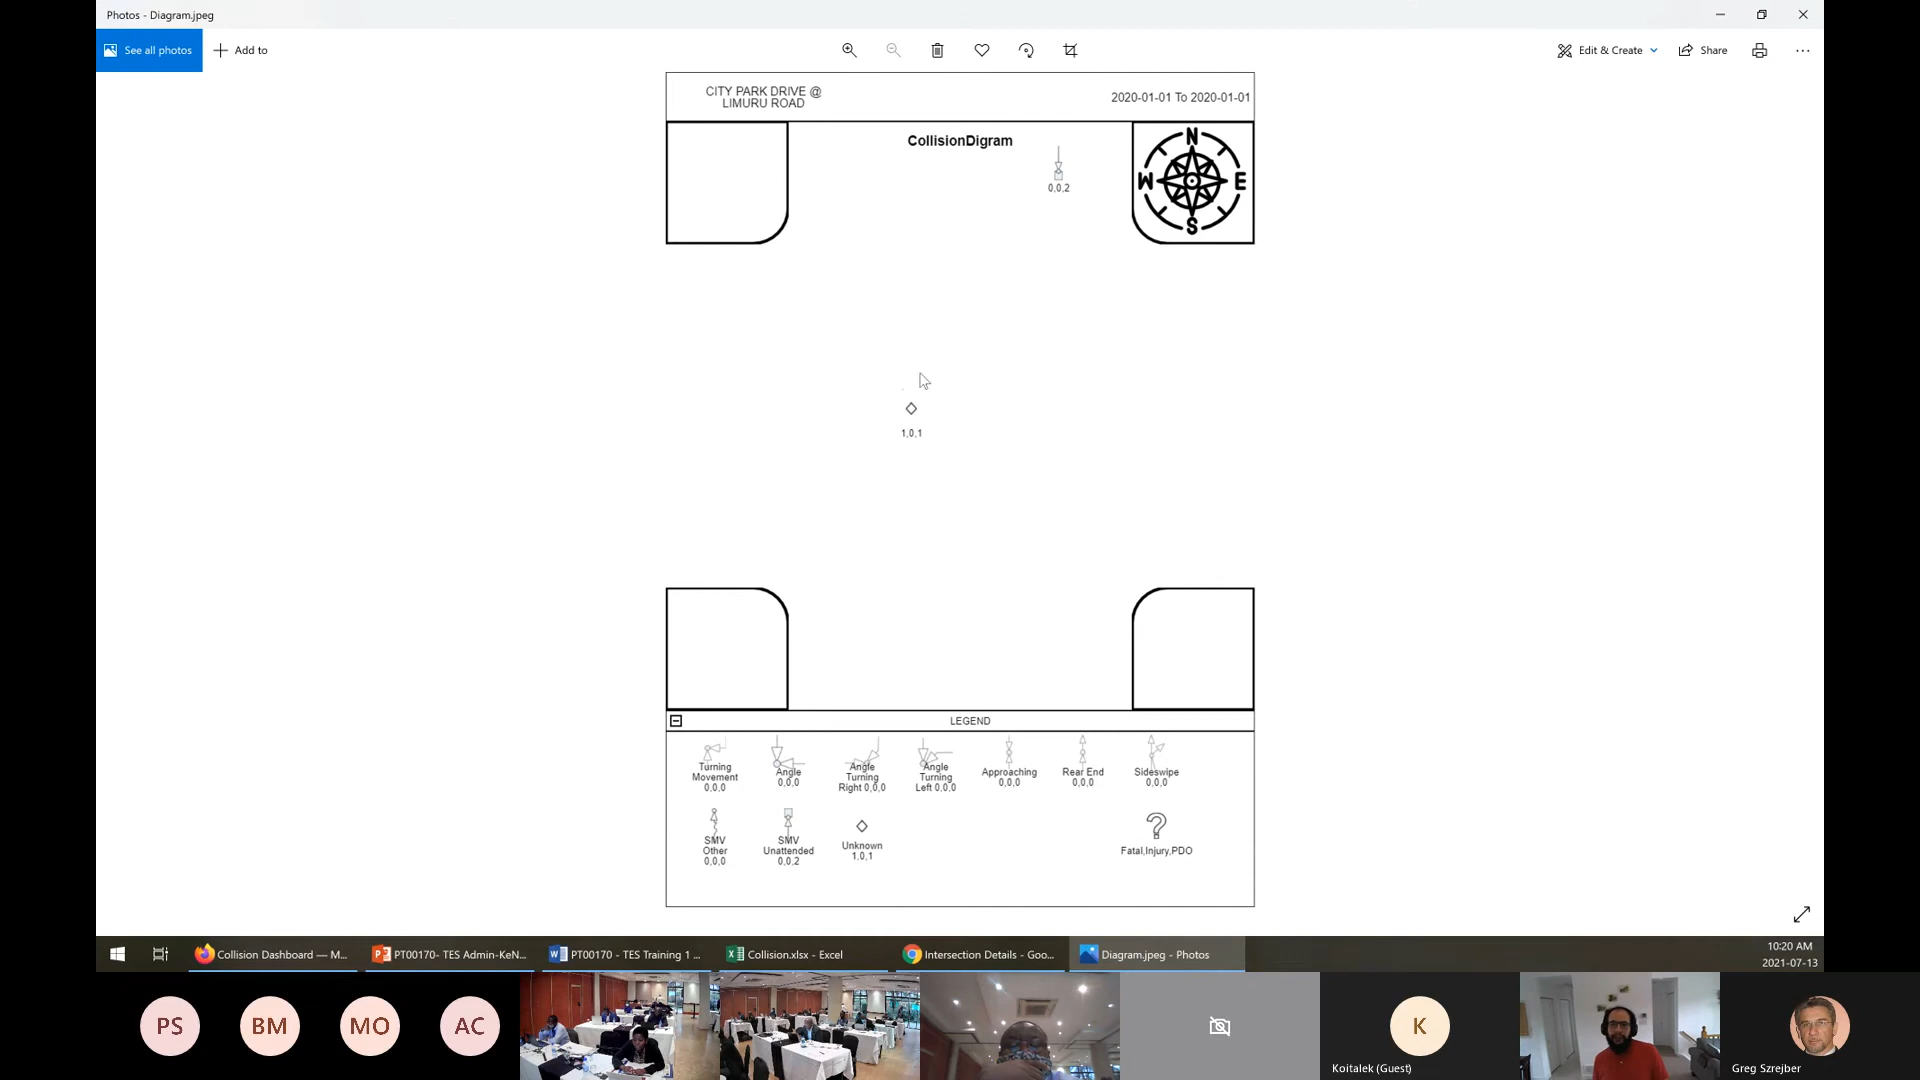 Photos - Diagram.jpeg
See all photos
Add to
Edit & Create
Share
CITY PARK DRIVE @
LIMURU ROAD
2020-01-01 To 2020-01-01
CollisionDigram
N
W
E
S
0,0,2
1,0,1
LEGEND
Turning
Movement
0,0,0
Angle
0,0,0
Angle
Turning
Right 0,0,0
Angle
Turning
Left 0,0,0
Approaching
0,0,0
Rear End
0,0,0
Sideswipe
0,0,0
SMV
Other
0,0,0
SMV
Unattended
0,0,2
Unknown
1,0,1
?
Fatal,Injury,PDO
Collision Dashboard — M...
PT00170- TES Admin-KeN...
PT00170 - TES Training 1 ...
Collision.xlsx - Excel
Intersection Details - Goo...
Diagram.jpeg - Photos
10:20 AM
2021-07-13
PS
BM
MO
AC
K
Koitalek (Guest)
Greg Szrejber